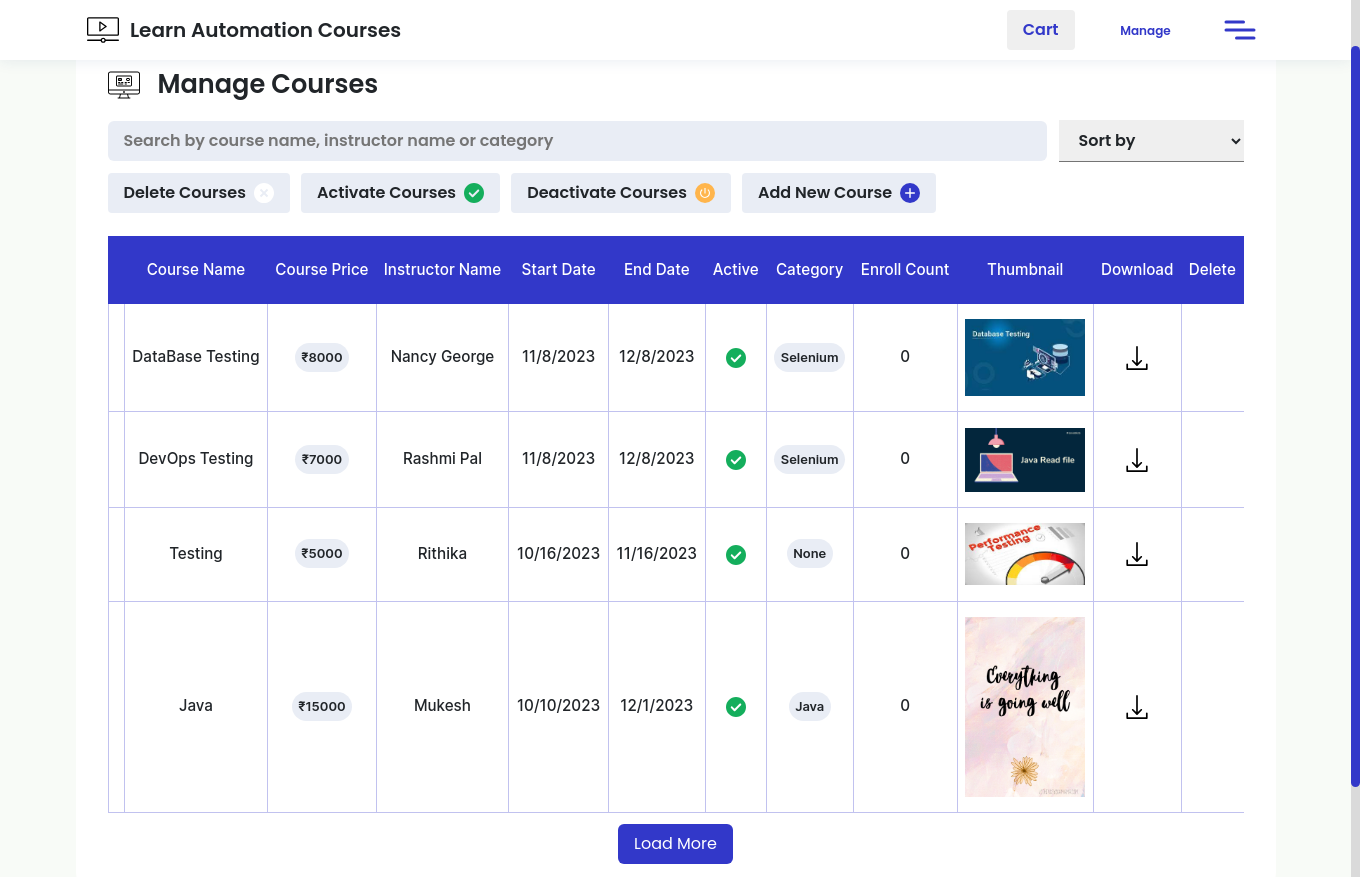 Learn Automation Courses
Cart
Manage
Manage Courses
Search by course name, instructor name or category
Sort by
Delete Courses
Activate Courses
Deactivate Courses
Add New Course
Course Name Course Price Instructor Name Start Date End Date Active Category Enroll Count Thumbnail Download Delete
DataBase Testing ₹8000 Nancy George 11/8/2023 12/8/2023 Selenium 0
Database Testing
DevOps Testing ₹7000 Rashmi Pal 11/8/2023 12/8/2023 Selenium 0
Java Read file
Testing ₹5000 Rithika 10/16/2023 11/16/2023 None 0
Performance
Testing
Java ₹15000 Mukesh 10/10/2023 12/1/2023 Java 0
Everything
is going well
Load More